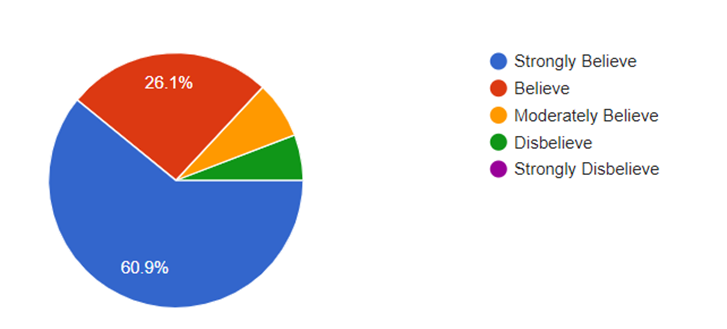 26.1%
60.9%
Strongly Believe
Believe
Moderately Believe
Disbelieve
Strongly Disbelieve